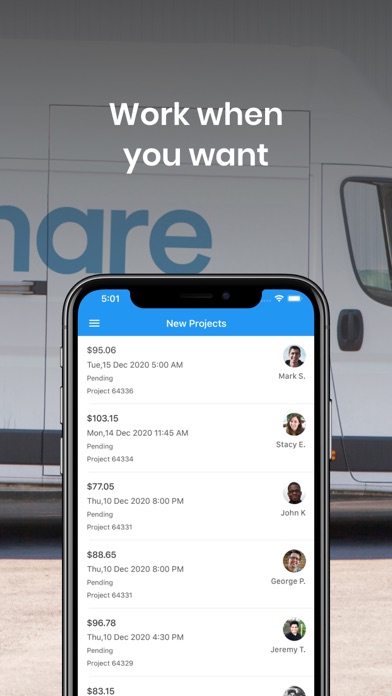 Work when
you want
hare
5:01
New Projects
$95.06
Tue,15 Dec 2020 5:00 AM
Pending
Project 64336
Mark S.
$103.15
Mon,14 Dec 2020 11:45 AM
Pending
Project 64334
Stacy E.
$77.05
Thu,10 Dec 2020 8:00 PM
Pending
Project 64331
John K
$88.65
Thu,10 Dec 2020 8:00 PM
Pending
Project 64331
George P.
$96.78
Thu,10 Dec 2020 4:30 PM
Pending
Project 64329
Jeremy T.
$83.15